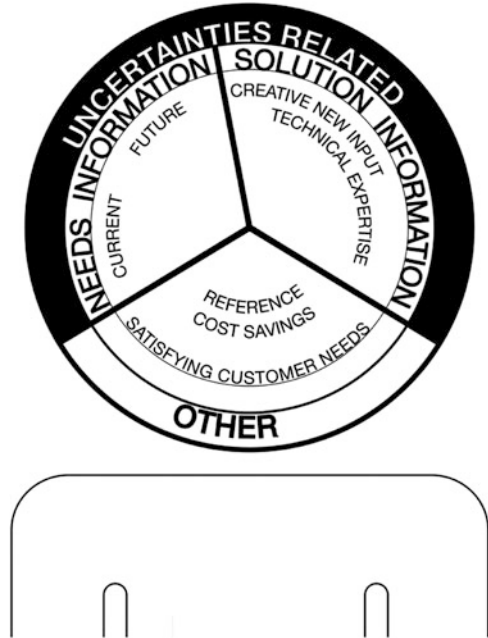 UNCERTAINTIES RELATED
NEEDS INFORMATION
SOLUTION INFORMATION
CURRENT
FUTURE
CREATIVE NEW INPUT
TECHNICAL EXPERTISE
REFERENCE
COST SAVINGS
SATISFYING CUSTOMER NEEDS
OTHER